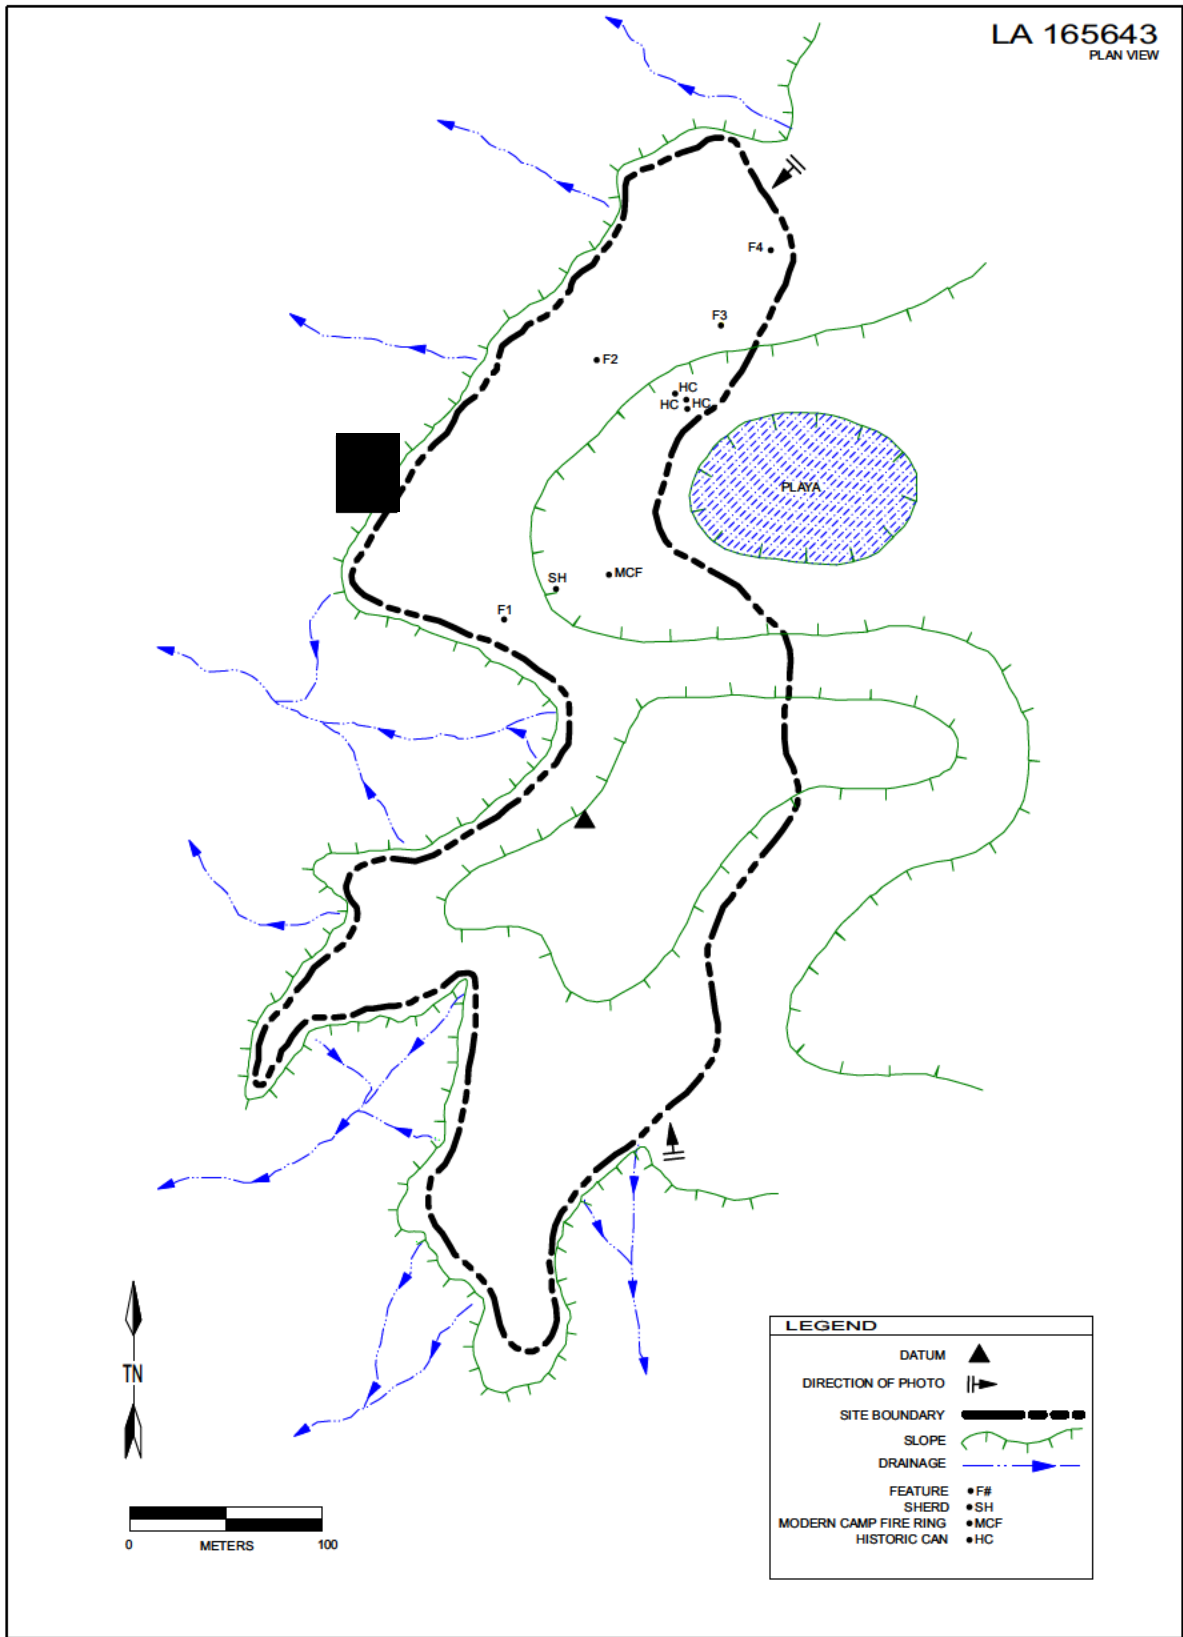 LA 165643
PLAN VIEW
F4
F3
F2
HC
HC HC
PLAYA
SH
MCF
F1
TN
0 METERS 100
LEGEND
DATUM
DIRECTION OF PHOTO
SITE BOUNDARY
SLOPE
DRAINAGE
FEATURE F#
SHERD SH
MODERN CAMP FIRE RING MCF
HISTORIC CAN HC